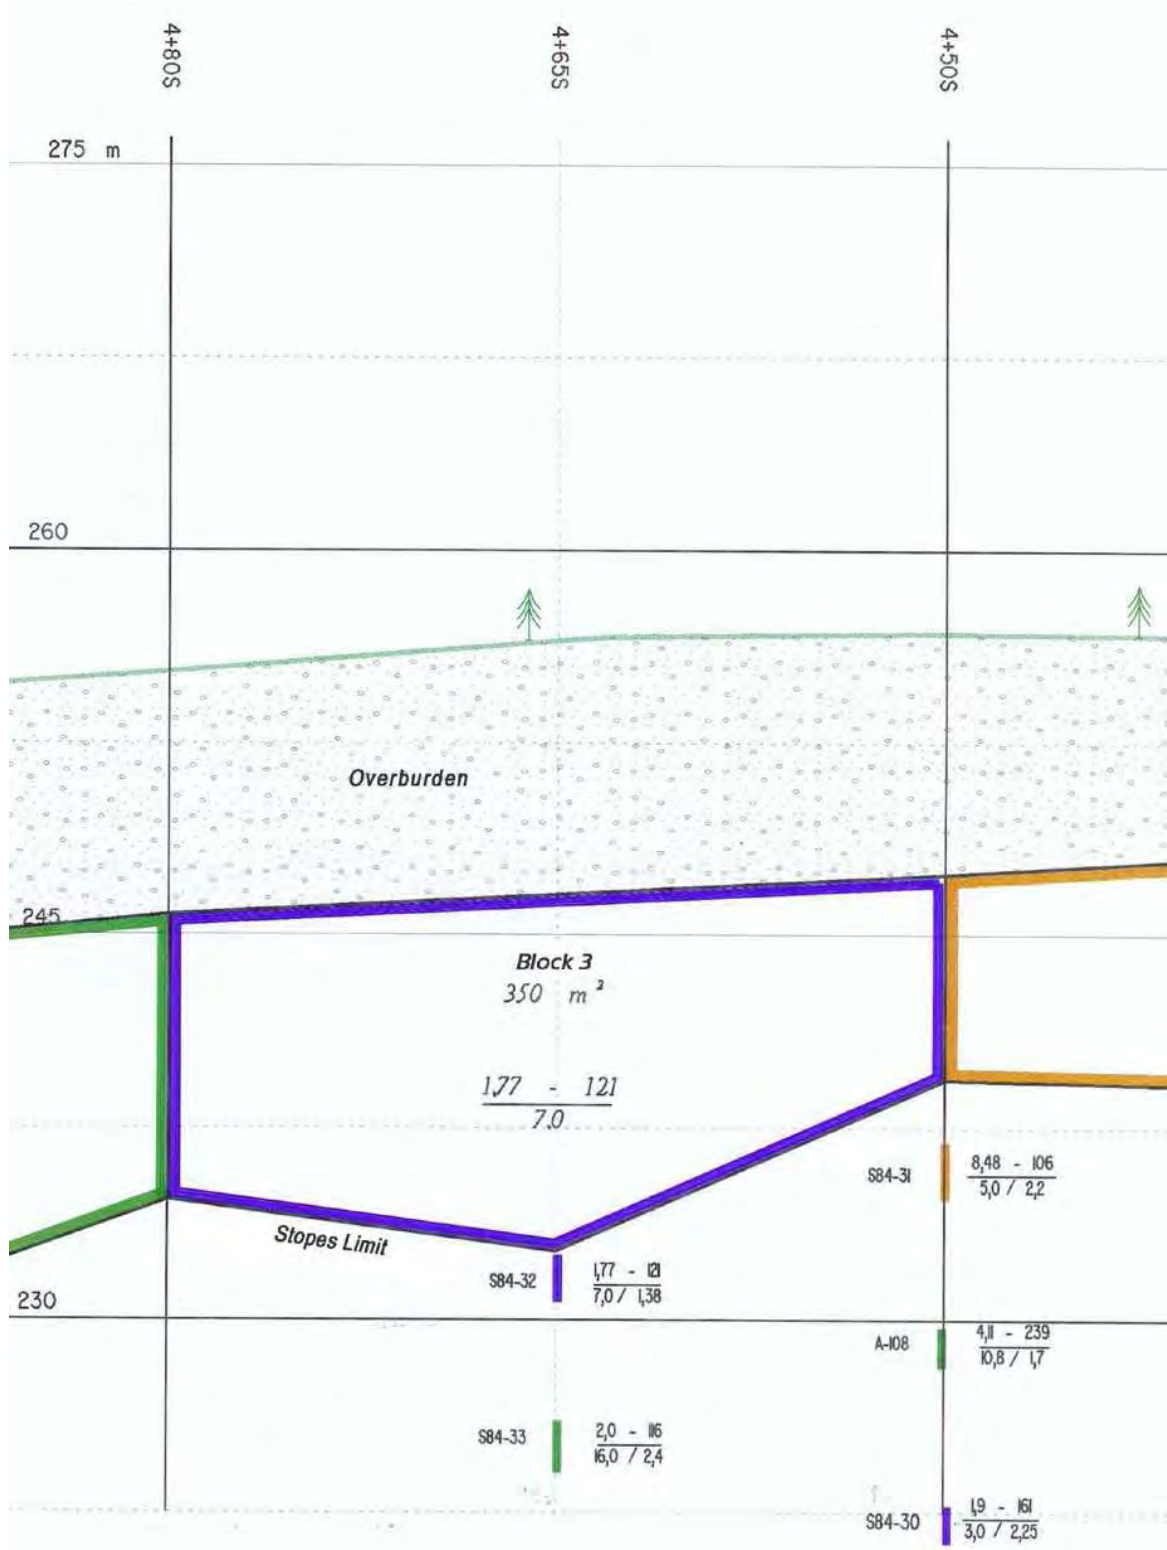 4+80S
4+65S
4+50S
275 m
260
Overburden
245
Block 3
350 m²
1,77 - 121
7.0
S84-31
8,48 - 106
5,0 / 2,2
Stopes Limit
S84-32
1,77 - 121
7,0 / 1,38
230
A-108
4,11 - 239
10,8 / 1,7
S84-33
2,0 - 116
16,0 / 2,4
S84-30
1,9 - 161
3,0 / 2,25